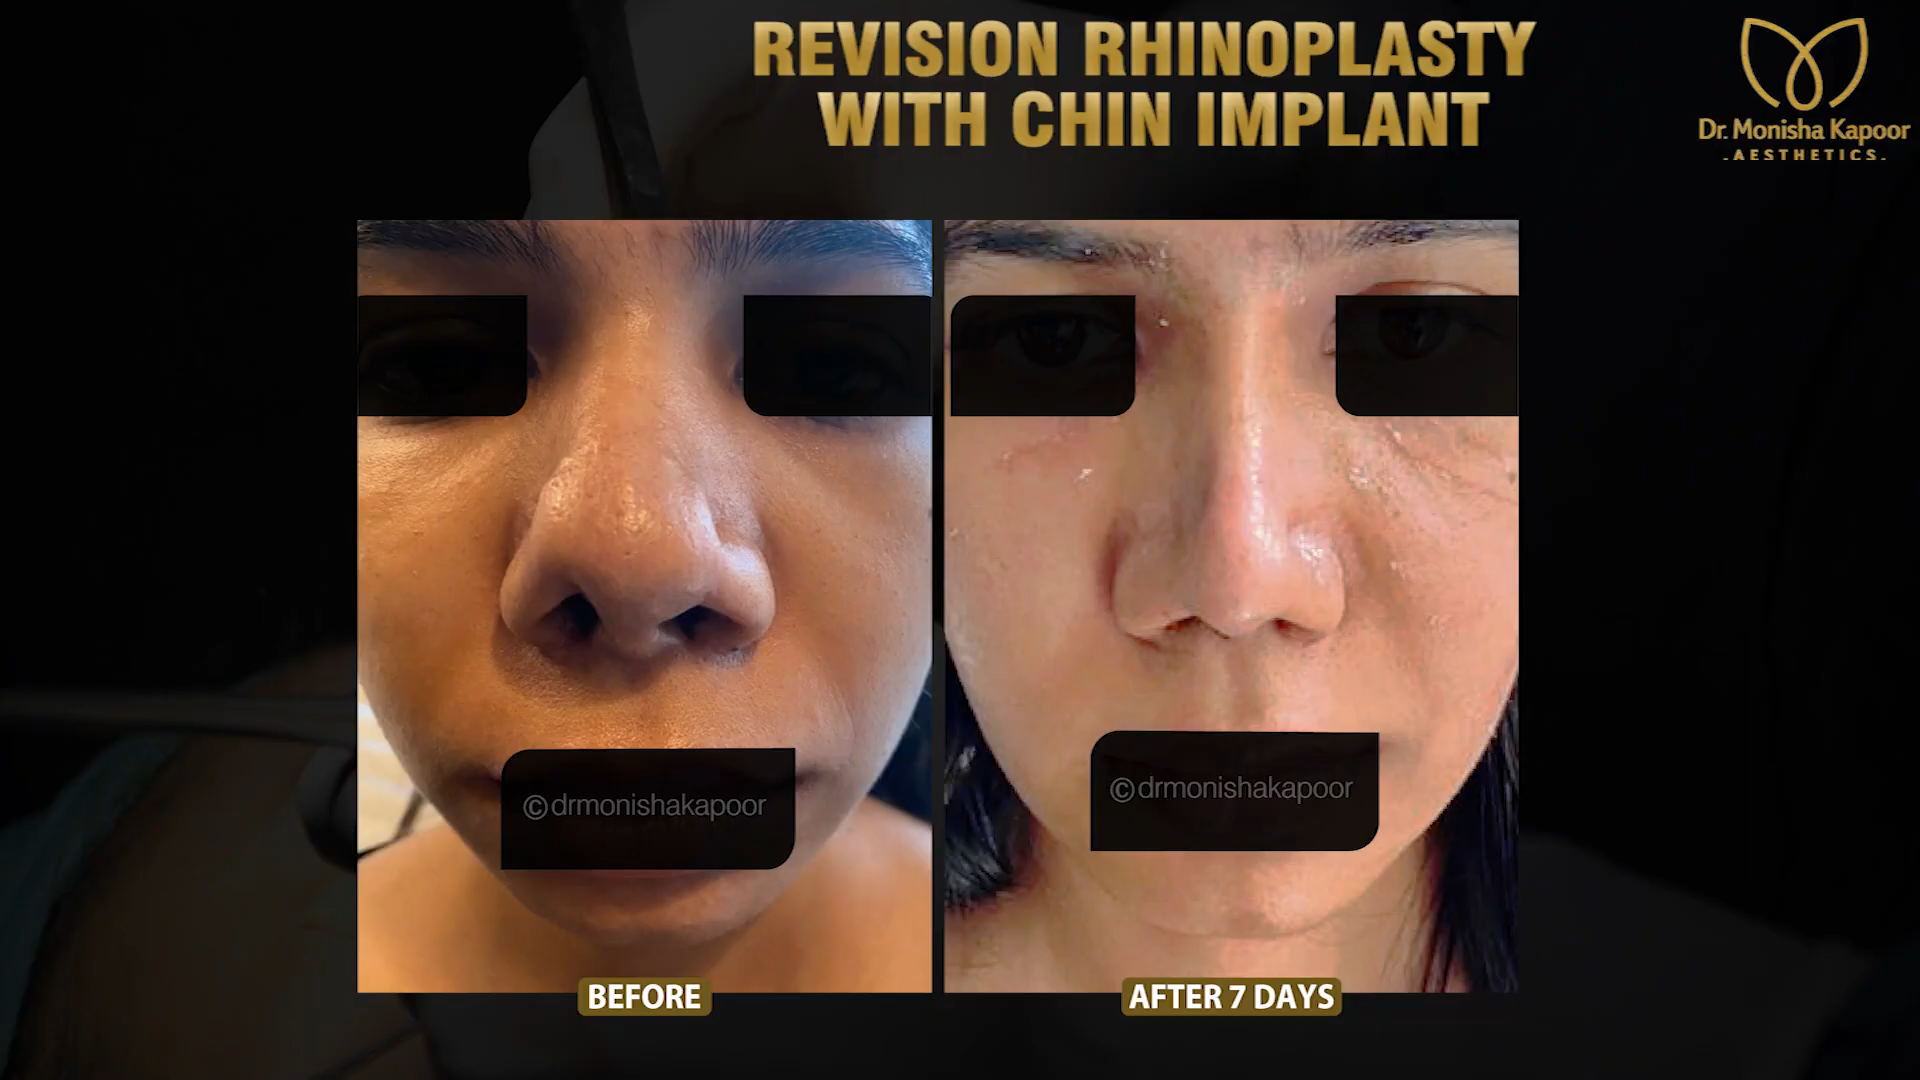 REVISION RHINOPLASTY
WITH CHIN IMPLANT
Dr. Monisha Kapoor
.AESTHETICS.
©drmonishakapoor
©drmonishakapoor
BEFORE
AFTER 7 DAYS